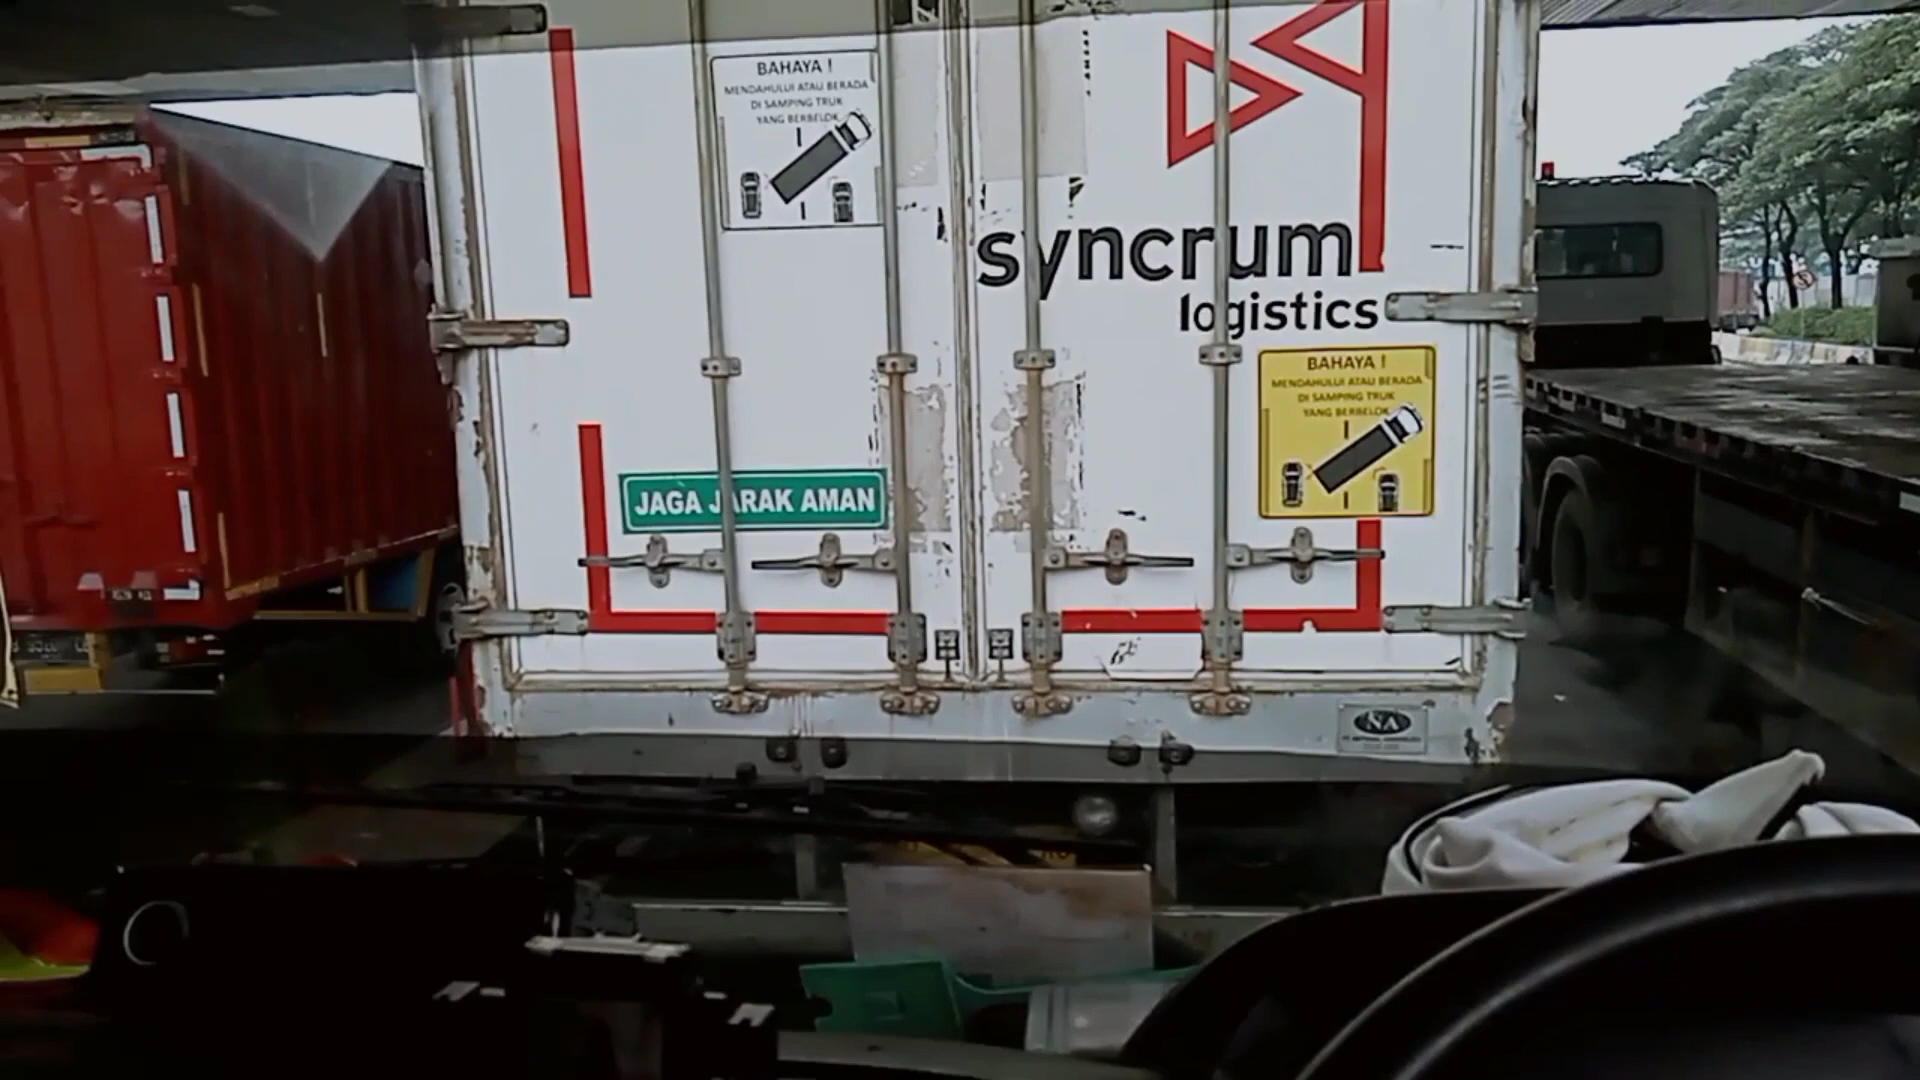 BAHAYA !
MENDAHULUI ATAU BERADA
DI SAMPING TRUK
YANG BERBELOK
syncrum
logistics
BAHAYA !
MENDAHULUI ATAU BERADA
DI SAMPING TRUK
YANG BERBELOK
JAGA JARAK AMAN
NA